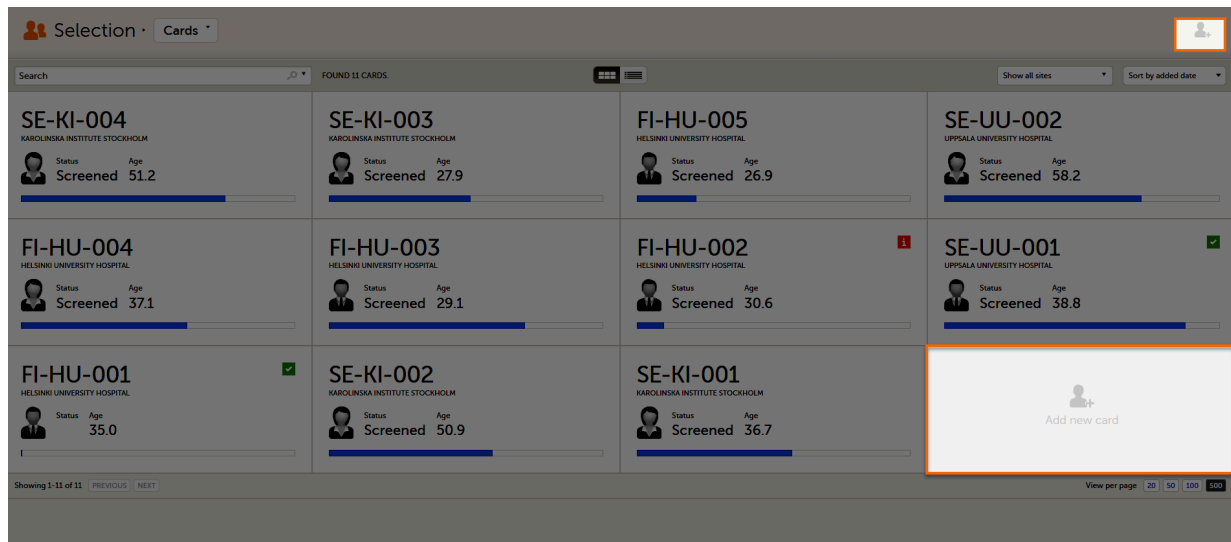 Selection · Cards
Search
FOUND 11 CARDS.
Show all sites
Sort by added date
SE-KI-004
KAROLINSKA INSTITUTE STOCKHOLM
Status Age
Screened 51.2
SE-KI-003
KAROLINSKA INSTITUTE STOCKHOLM
Status Age
Screened 27.9
FI-HU-005
HELSINKI UNIVERSITY HOSPITAL
Status Age
Screened 26.9
SE-UU-002
UPPSALA UNIVERSITY HOSPITAL
Status Age
Screened 58.2
FI-HU-004
HELSINKI UNIVERSITY HOSPITAL
Status Age
Screened 37.1
FI-HU-003
HELSINKI UNIVERSITY HOSPITAL
Status Age
Screened 29.1
FI-HU-002
HELSINKI UNIVERSITY HOSPITAL
Status Age
Screened 30.6
SE-UU-001
UPPSALA UNIVERSITY HOSPITAL
Status Age
Screened 38.8
FI-HU-001
HELSINKI UNIVERSITY HOSPITAL
Status Age
35.0
SE-KI-002
KAROLINSKA INSTITUTE STOCKHOLM
Status Age
Screened 50.9
SE-KI-001
KAROLINSKA INSTITUTE STOCKHOLM
Status Age
Screened 36.7
Add new card
Showing 1-11 of 11 PREVIOUS NEXT
View per page 20 50 100 500